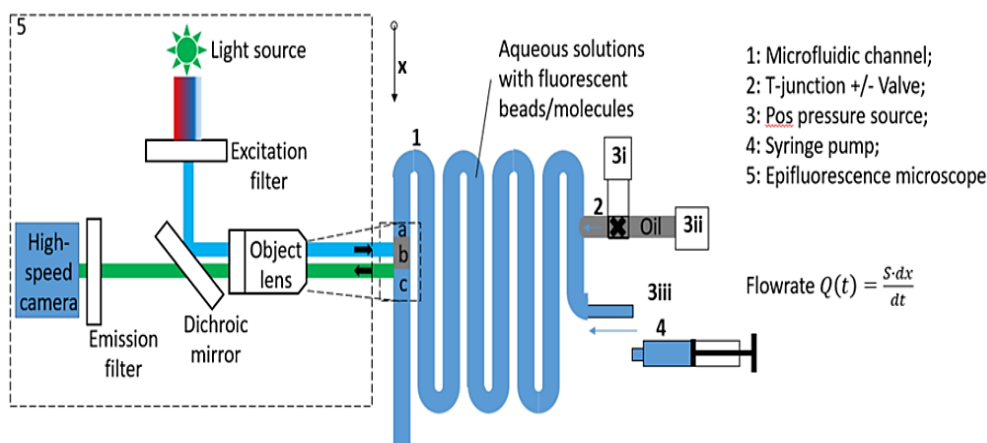 5
Light source
Excitation
filter
High-
speed
camera
Object
lens
Emission
filter
Dichroic
mirror
x
a
b
c
1
Aqueous solutions
with fluorescent
beads/molecules
3i
2
Oil
3ii
3iii
4
1: Microfluidic channel;
2: T-junction +/- Valve;
3: Pos pressure source;
4: Syringe pump;
5: Epifluorescence microscope
Flowrate Q(t) = S·dx/dt